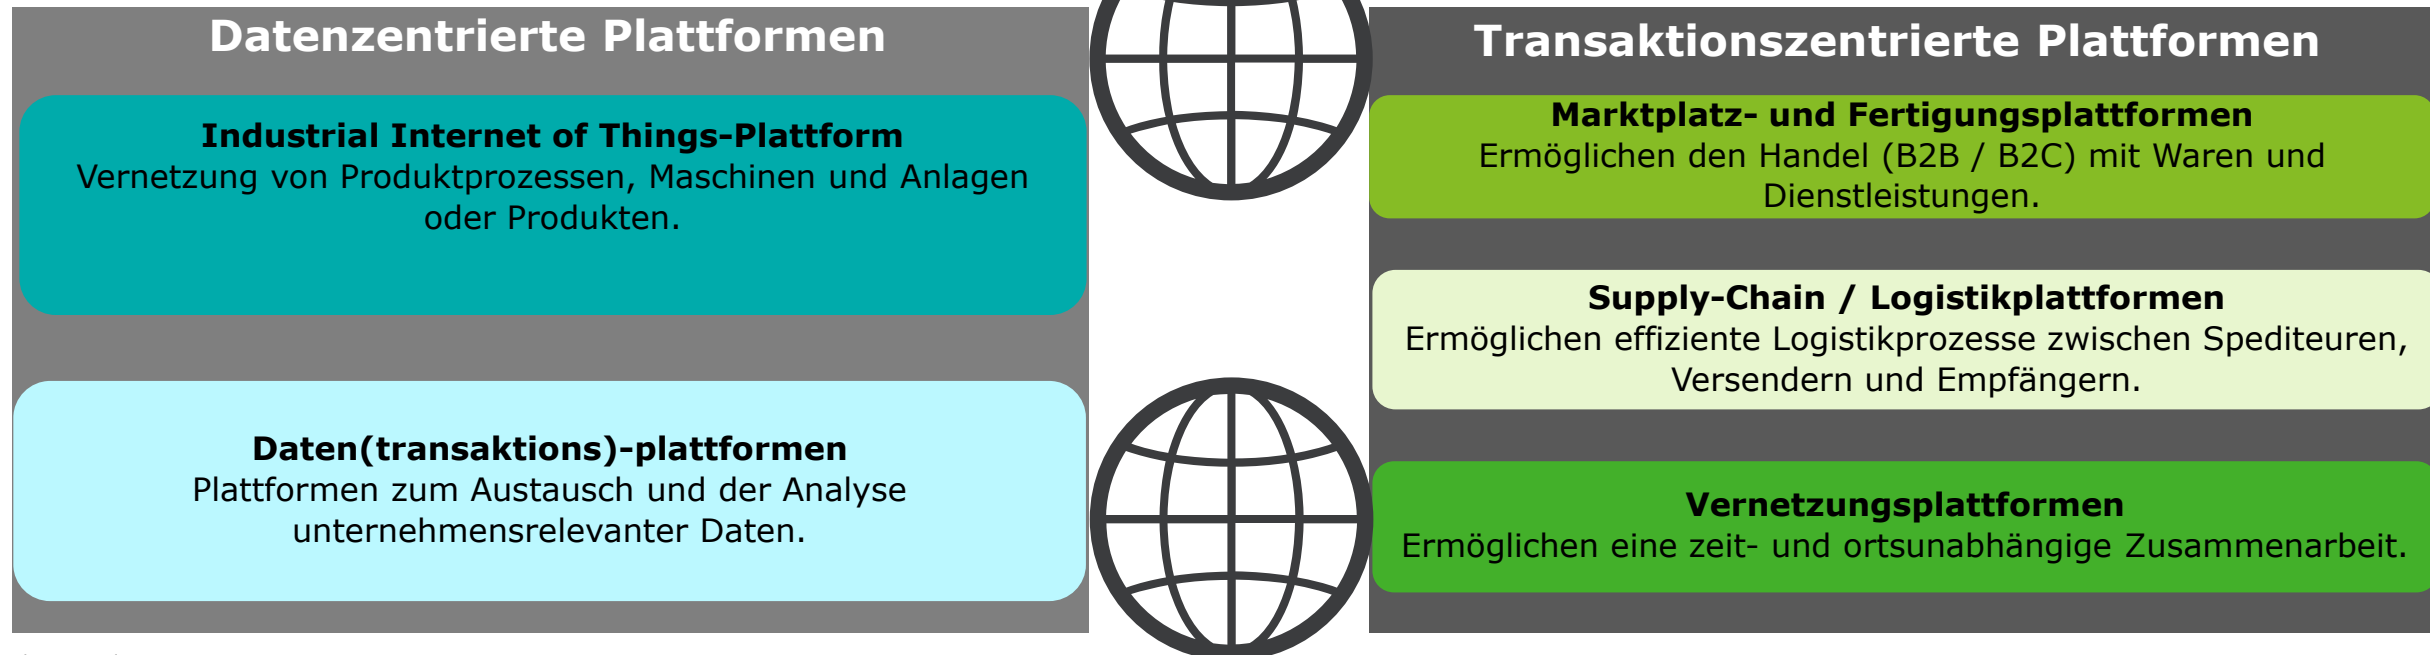 Datenzentrierte Plattformen
Industrial Internet of Things-Plattform
Vernetzung von Produktprozessen, Maschinen und Anlagen
oder Produkten.
Daten(transaktions)-plattformen
Plattformen zum Austausch und der Analyse
unternehmensrelevanter Daten.
Transaktionszentrierte Plattformen
Marktplatz- und Fertigungsplattformen
Ermöglichen den Handel (B2B / B2C) mit Waren und
Dienstleistungen.
Supply-Chain / Logistikplattformen
Ermöglichen effiziente Logistikprozesse zwischen Spediteuren,
Versendern und Empfängern.
Vernetzungsplattformen
Ermöglichen eine zeit- und ortsunabhängige Zusammenarbeit.